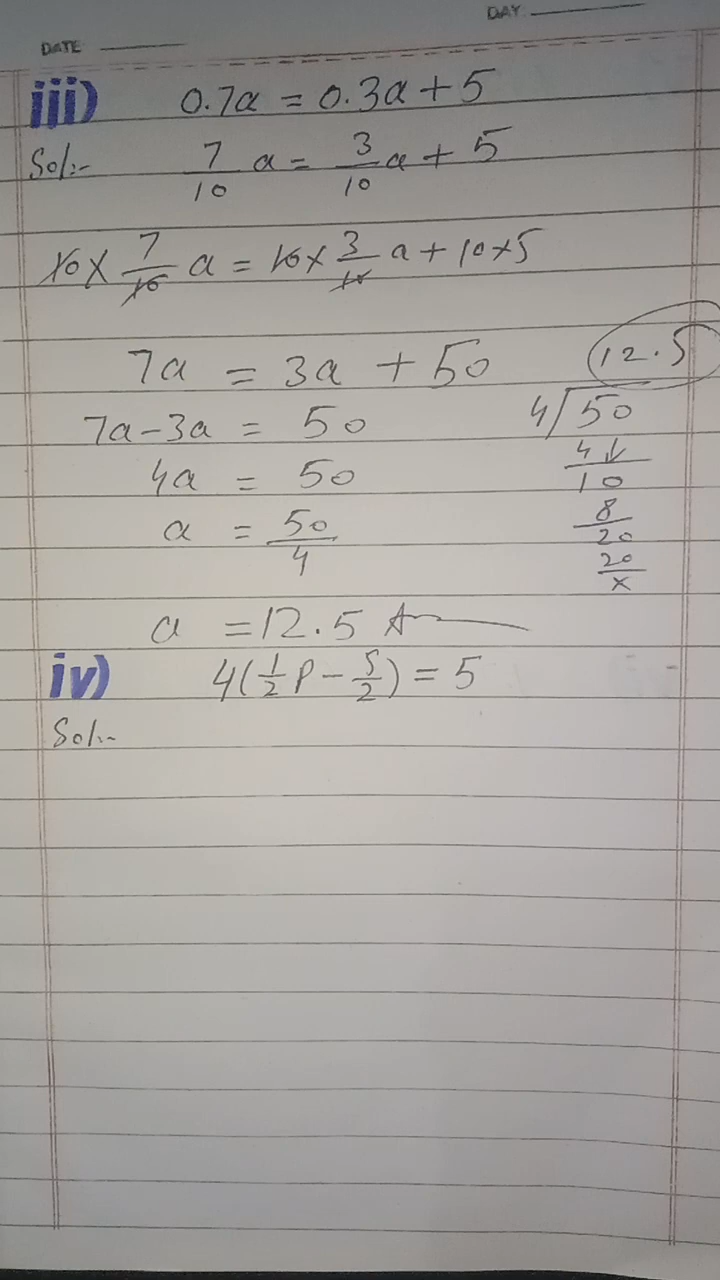 DAY
DATE
iii) 0.7a = 0.3a + 5
Sol:- 7/10 a = 3/10 a + 5
10 × 7/10 a = 10 × 3/10 a + 10 × 5
7a = 3a + 50
12.5
7a - 3a = 50
4 √50
4 ↓
4a = 50
10
a = 50/4
8
20
20
×
a = 12.5 A
iv) 4(1/2 P - 5/2) = 5
Sol:-